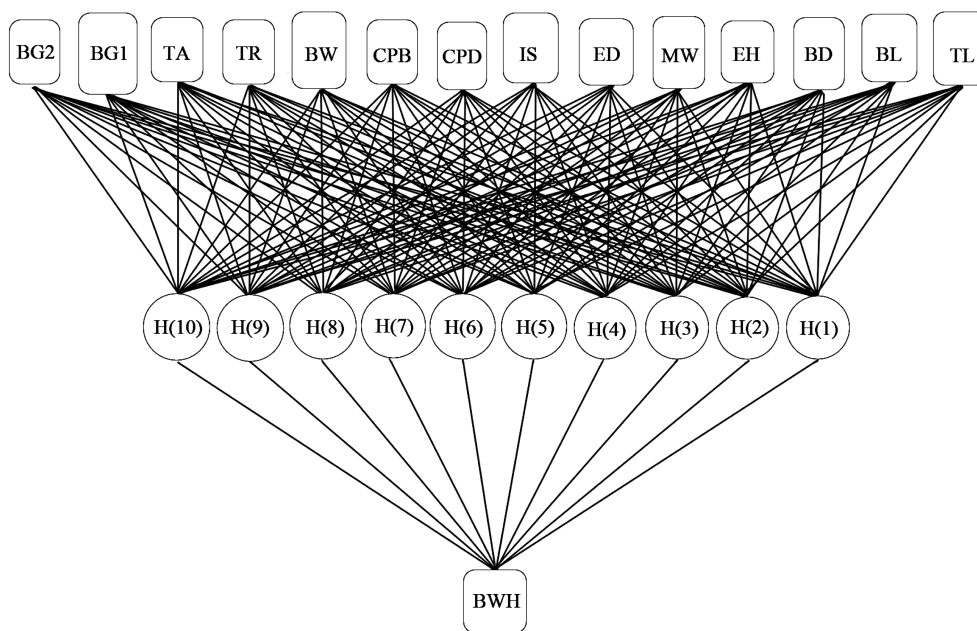 BG2 BG1 TA TR BW CPB CPD IS ED MW EH BD BL TL
H(10) H(9) H(8) H(7) H(6) H(5) H(4) H(3) H(2) H(1)
BWH